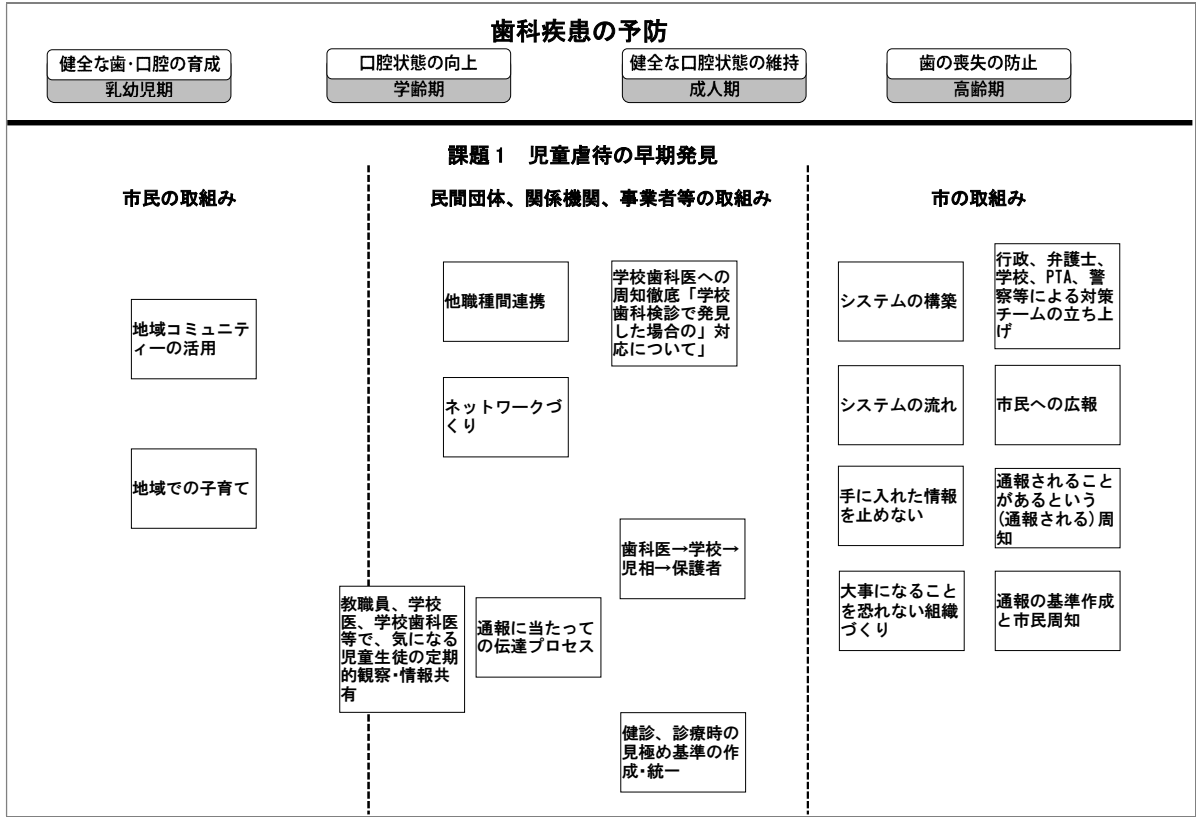 歯科疾患の予防
健全な歯・口腔の育成
乳幼児期
口腔状態の向上
学齢期
健全な口腔状態の維持
成人期
歯の喪失の防止
高齢期
課題１　児童虐待の早期発見
市民の取組み
地域コミュニテ
ィーの活用
地域での子育て
民間団体、関係機関、事業者等の取組み
他職種間連携
学校歯科医への
周知徹底「学校
歯科検診で発見
した場合の」対
応について」
ネットワークづ
くり
歯科医→学校→
児相→保護者
教職員、学校
医、学校歯科医
等で、気になる
児童生徒の定期
的観察・情報共
有
通報に当たって
の伝達プロセス
健診、診療時の
見極め基準の作
成・統一
市の取組み
システムの構築
行政、弁護士、
学校、PTA、警
察等による対策
チームの立ち上
げ
システムの流れ
市民への広報
手に入れた情報
を止めない
通報されること
があるという
(通報される)周
知
大事になること
を恐れない組織
づくり
通報の基準作成
と市民周知